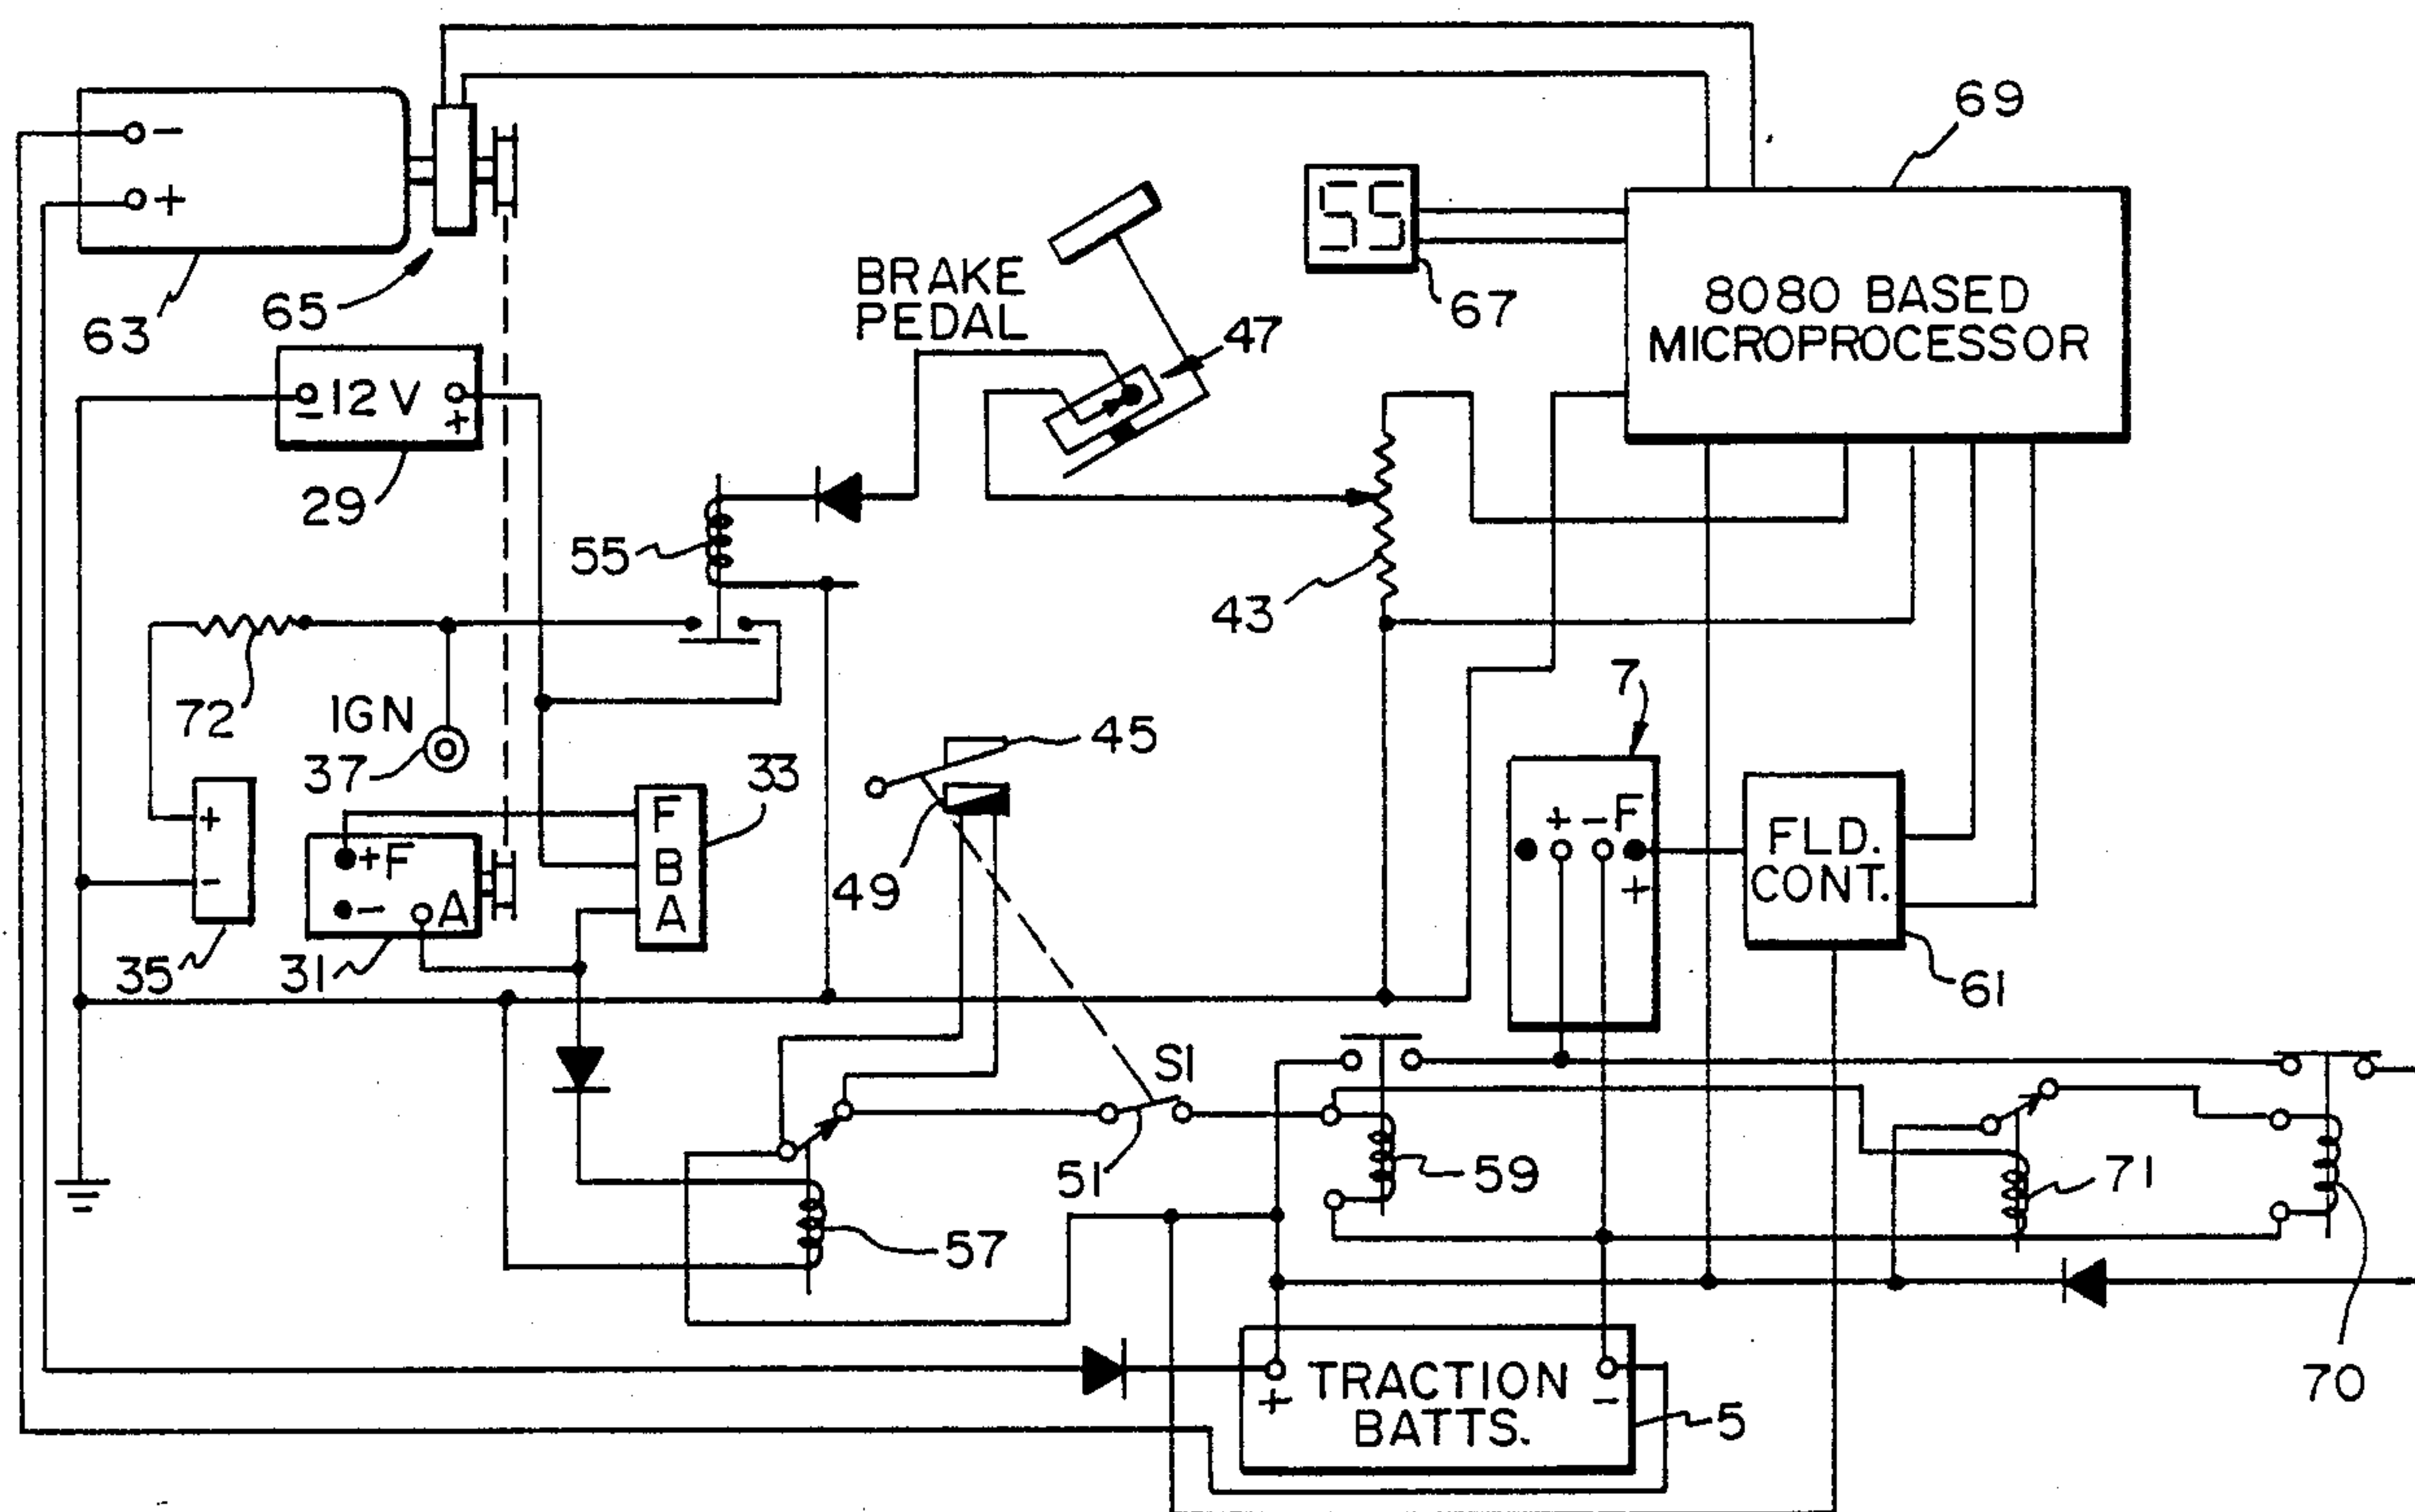 69
-
+
55
8080 BASED
MICROPROCESSOR
BRAKE
PEDAL
65
63
67
47
12 V
-
+
29
55
43
72
IGN
37
7
45
33
+
-
F
B
A
+ F
-
A
49
+ - F
+
FLD.
CONT.
35
31
61
S1
51
59
71
57
70
+
-
TRACTION
BATTS.
5